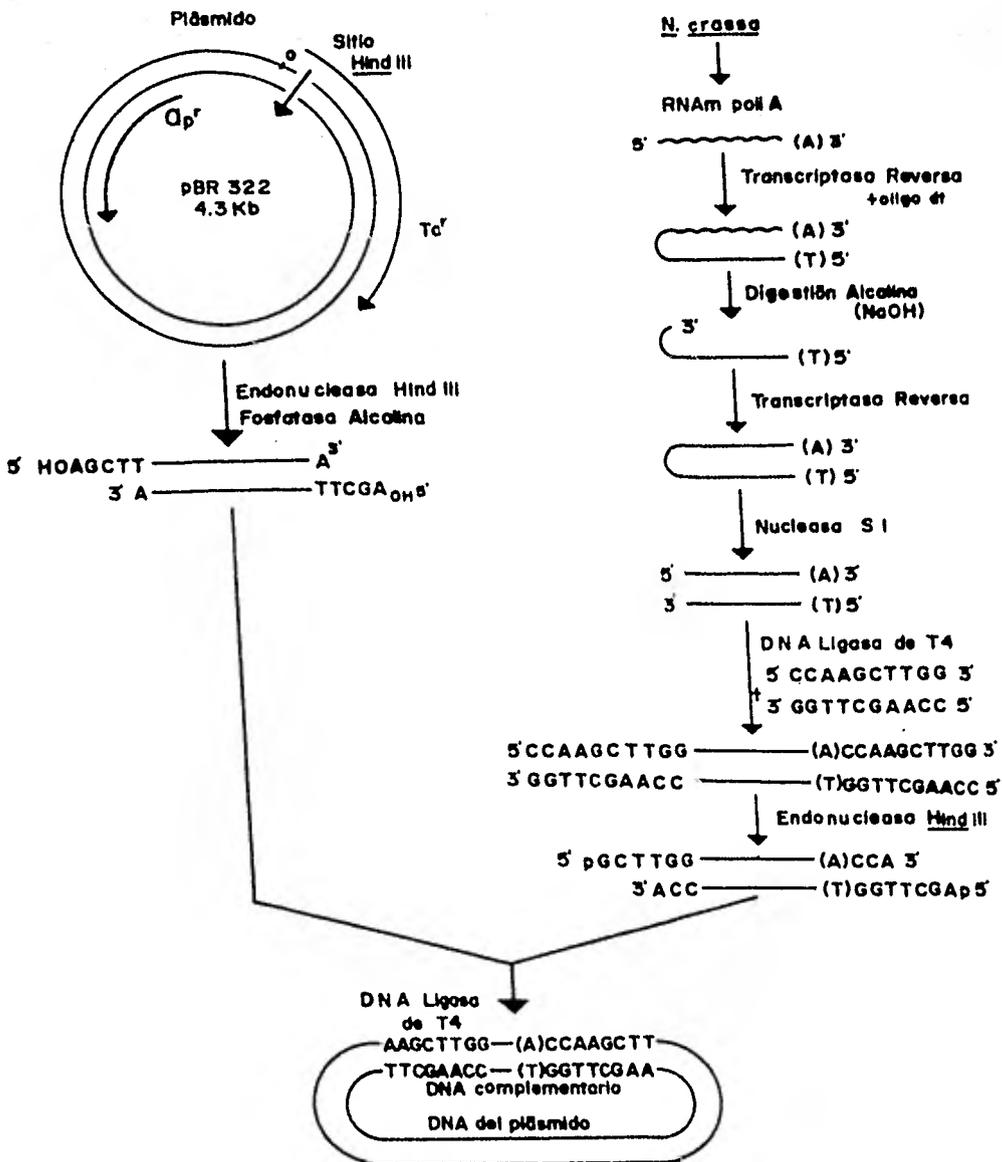 Plásmido
Sitio
Hind III
o
ap^r
pBR 322
4.3 Kb
Tc^r
Endonucleasa Hind III
Fosfatasa Alcalina
5' HOAGCTT A3'
3' A TTCGA OH 5'
N. crassa
RNAm poli A
5' (A) 3'
Transcriptasa Reversa
+oligo dt
(A) 3'
(T) 5'
Digestión Alcalina
(NaOH)
3'
(T) 5'
Transcriptasa Reversa
(A) 3'
(T) 5'
Nucleasa S I
5' (A) 3'
3' (T) 5'
DNA Ligasa de T4
5' CCAAGCTTGG 3'
+
3' GGTTCGAACC 5'
5' CCAAGCTTGG (A)CCAAGCTTGG 3'
3' GGTTCGAACC (T)GGTTCGAACC 5'
Endonucleasa Hind III
5' pGCTTGG (A)CCA 3'
3' ACC (T)GGTTCGAp 5'
DNA Ligasa
de T4
AAGCTTGG—(A)CCAAGCTT
TTCGAACC—(T)GGTTCGAA
DNA complementario
DNA del plásmido